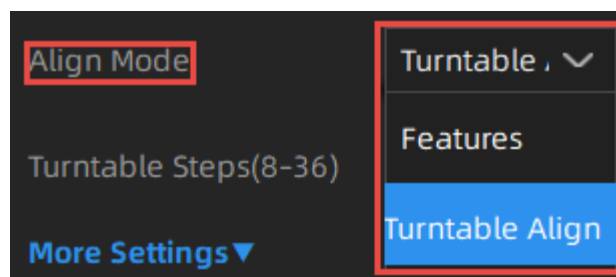 Align Mode
Turntable
Features
Turntable Steps(8-36)
Turntable Align
More Settings▼